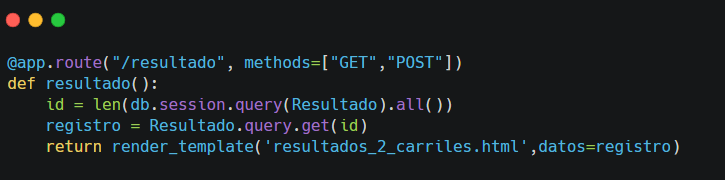 @app.route("/resultado", methods=["GET","POST"])
def resultado():
    id = len(db.session.query(Resultado).all())
    registro = Resultado.query.get(id)
    return render_template('resultados_2_carriles.html',datos=registro)